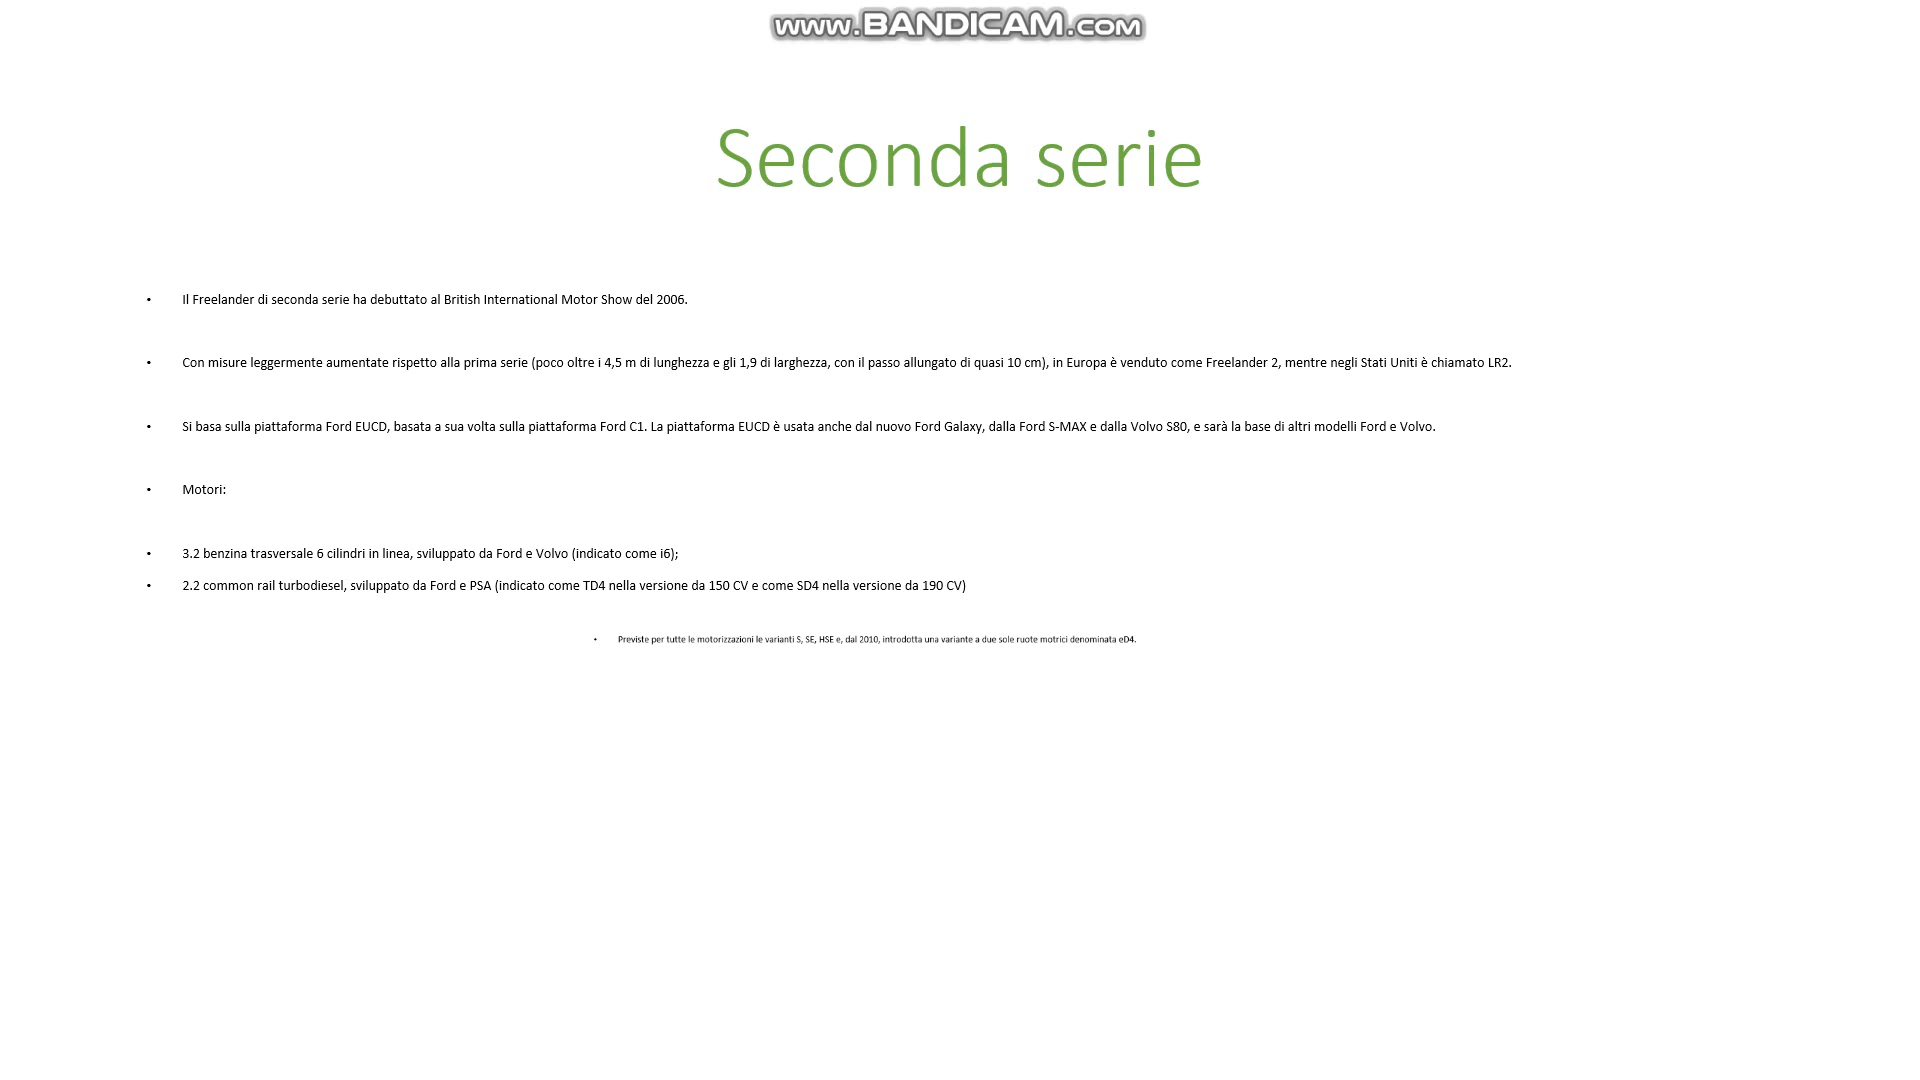 www.BANDICAM.com
Seconda serie
• Il Freelander di seconda serie ha debuttato al British International Motor Show del 2006.
• Con misure leggermente aumentate rispetto alla prima serie (poco oltre i 4,5 m di lunghezza e gli 1,9 di larghezza, con il passo allungato di quasi 10 cm), in Europa è venduto come Freelander 2, mentre negli Stati Uniti è chiamato LR2.
• Si basa sulla piattaforma Ford EUCD, basata a sua volta sulla piattaforma Ford C1. La piattaforma EUCD è usata anche dal nuovo Ford Galaxy, dalla Ford S-MAX e dalla Volvo S80, e sarà la base di altri modelli Ford e Volvo.
• Motori:
• 3.2 benzina trasversale 6 cilindri in linea, sviluppato da Ford e Volvo (indicato come i6);
• 2.2 common rail turbodiesel, sviluppato da Ford e PSA (indicato come TD4 nella versione da 150 CV e come SD4 nella versione da 190 CV)
• Previste per tutte le motorizzazioni le varianti S, SE, HSE e, dal 2010, introdotta una variante a due sole ruote motrici denominata eD4.